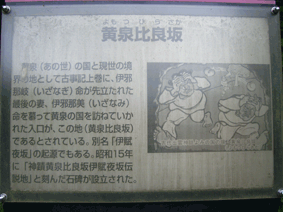 よもつひらさか
黄泉比良坂
黄泉(あの世)の国と現世の境
界の地として古事記上巻に、伊邪
那岐(いざなぎ)命が先立たれた
最後の妻、伊邪那美(いざなみ)
命を慕って黄泉の国を訪ねていか
れた入口が、この地(黄泉比良坂)
であるとされている。別名「伊賦
夜坂」の起源でもある。昭和15年
に「神蹟黄泉比良坂伊賦夜坂伝
説地」と刻んだ石碑が設立された。